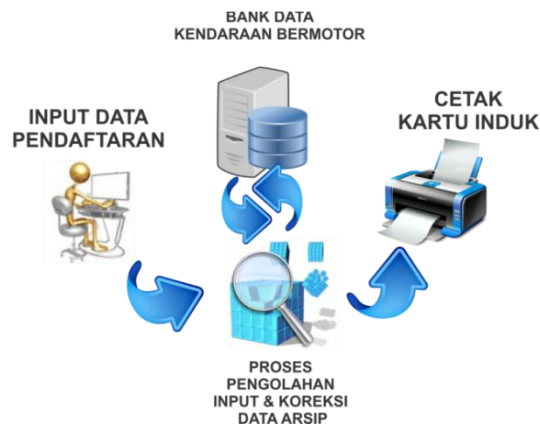 BANK DATA
KENDARAAN BERMOTOR
INPUT DATA
PENDAFTARAN
CETAK
KARTU INDUK
PROSES
PENGOLAHAN
INPUT & KOREKSI
DATA ARSIP